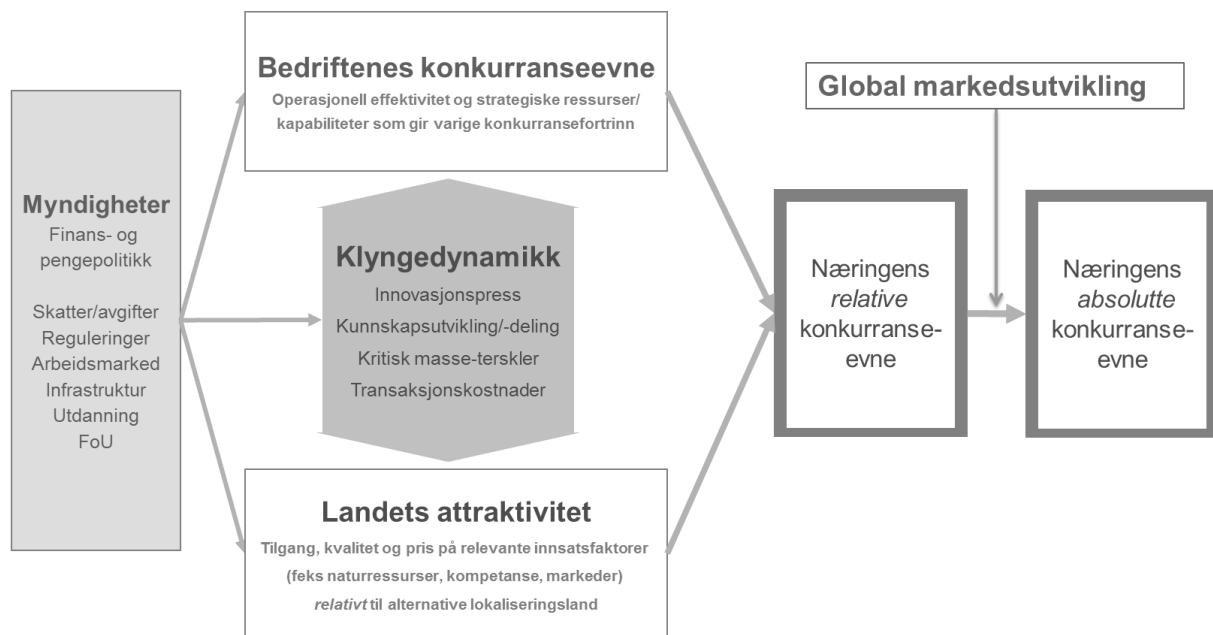 Bedriftenes konkurranseevne
Operasjonell effektivitet og strategiske ressurser/
kapabiliteter som gir varige konkurransefortrinn
Global markedsutvikling
Myndigheter
Finans- og
pengepolitikk
Skatter/avgifter
Reguleringer
Arbeidsmarked
Infrastruktur
Utdanning
FoU
Klyngedynamikk
Innovasjonspress
Kunnskapsutvikling/-deling
Kritisk masse-terskler
Transaksjonskostnader
Næringens
relative
konkurranse-
evne
Næringens
absolutte
konkurranse-
evne
Landets attraktivitet
Tilgang, kvalitet og pris på relevante innsatsfaktorer
(feks naturressurser, kompetanse, markeder)
relativt til alternative lokaliseringsland